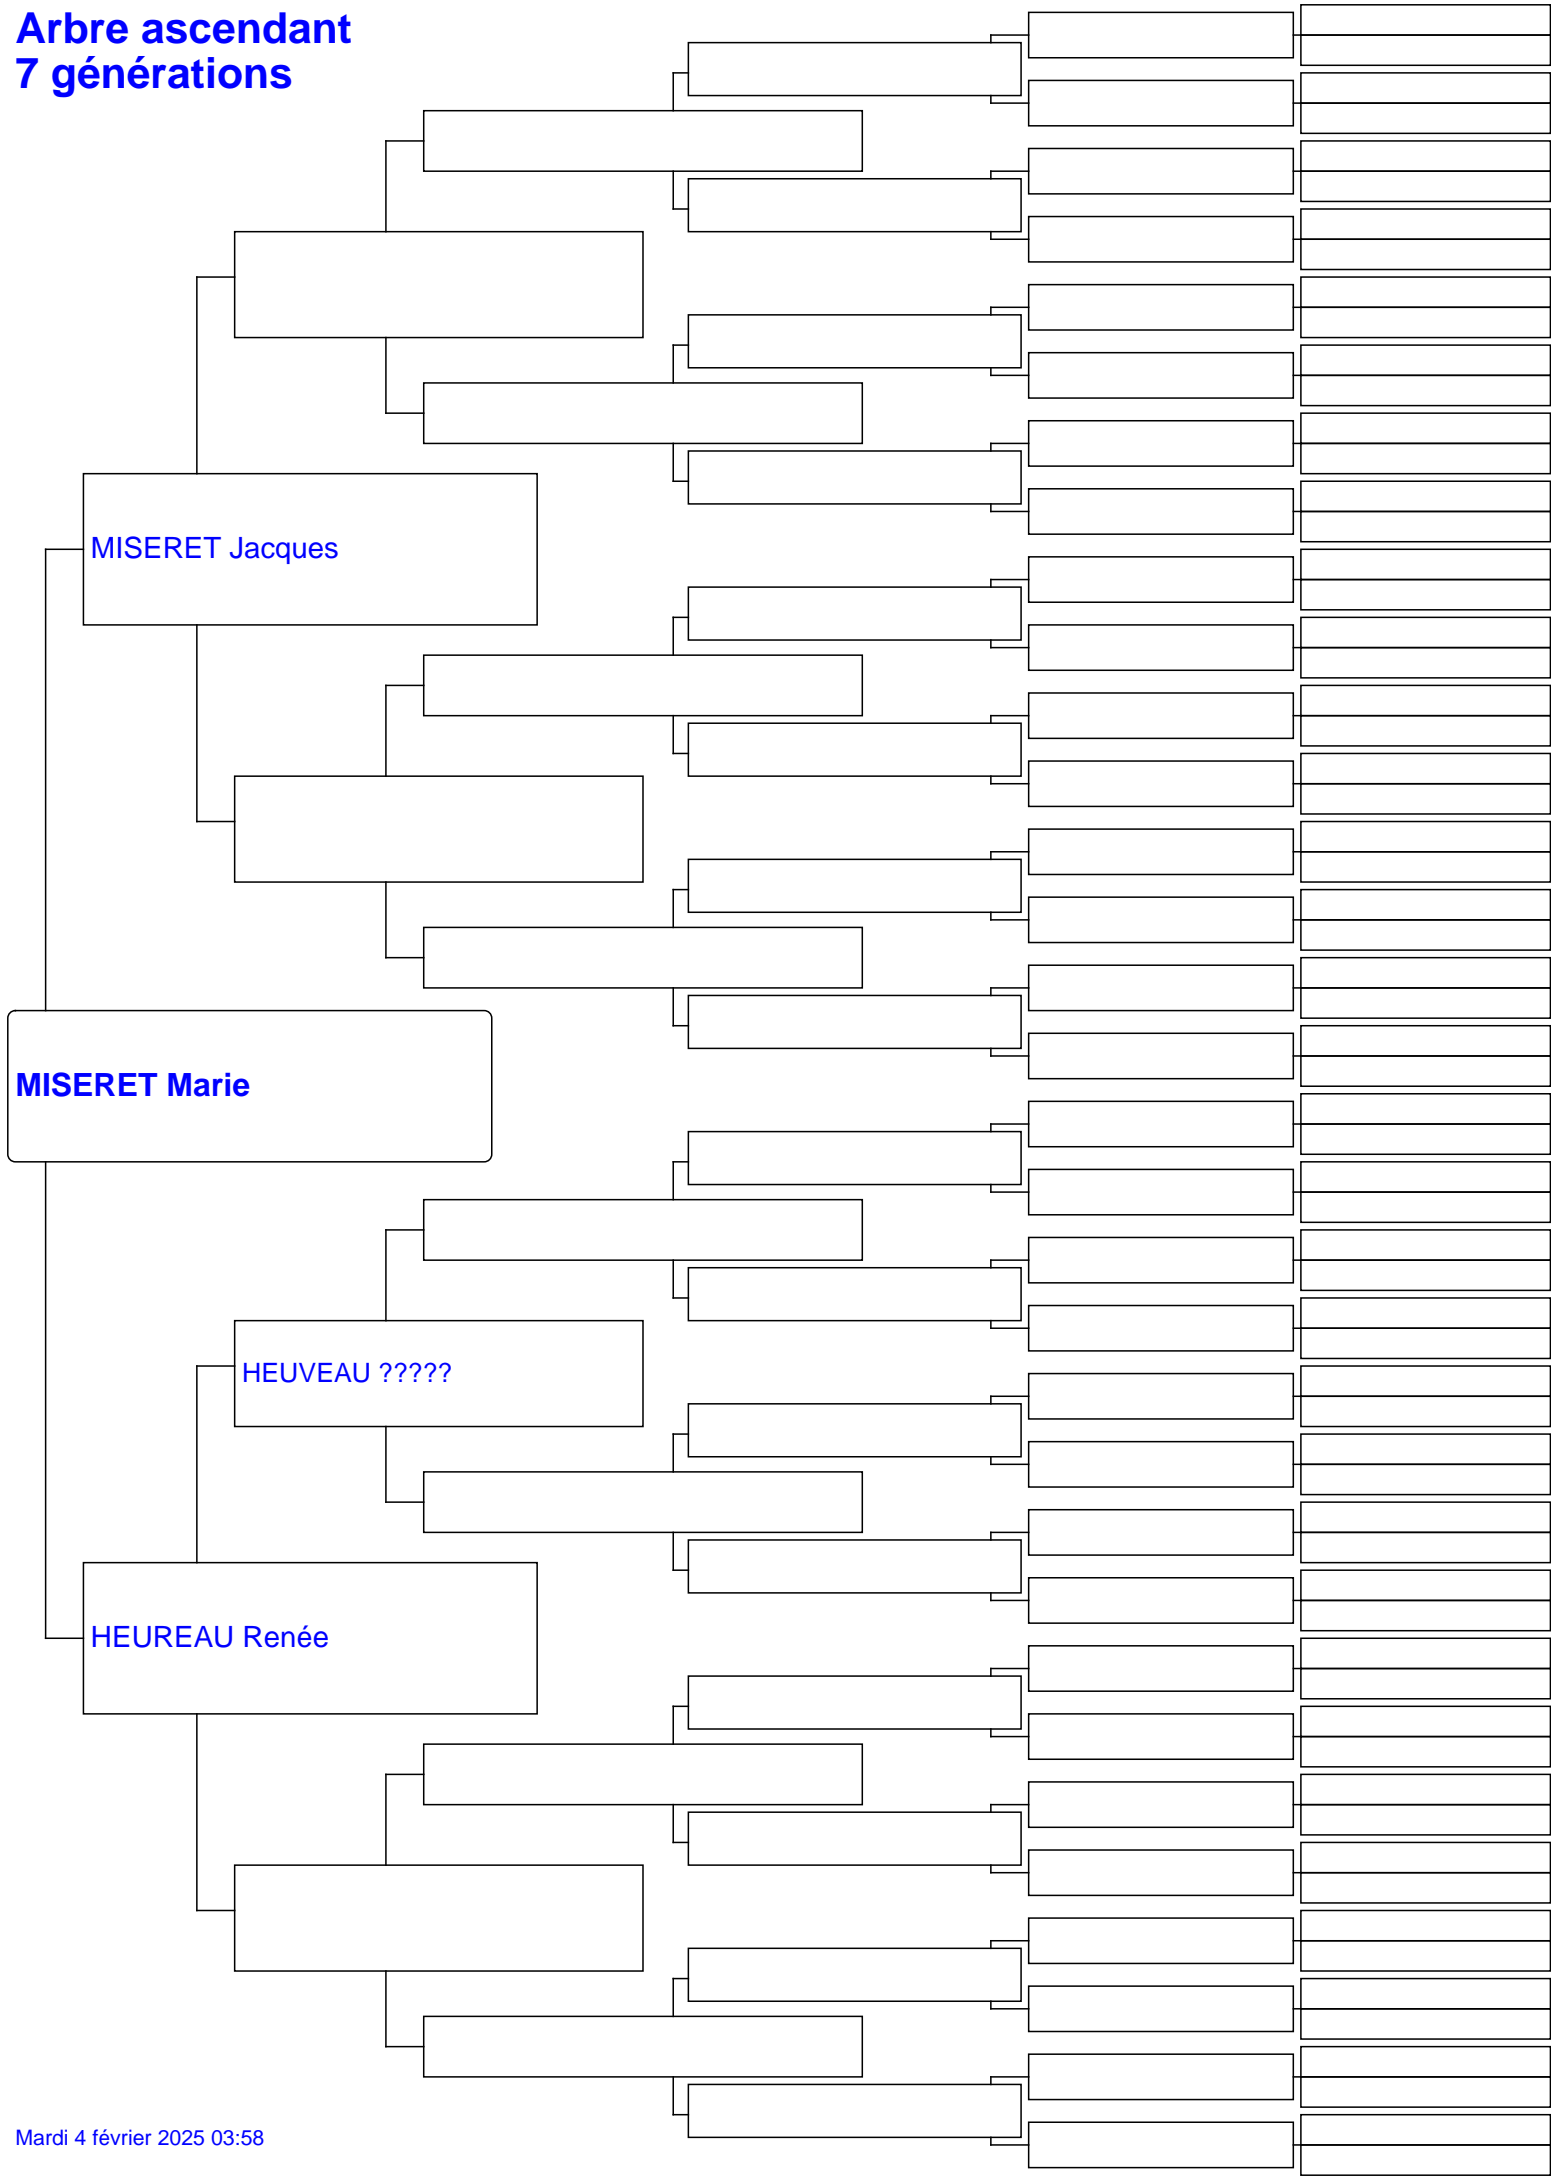 Arbre ascendant
7 générations
MISERET Jacques
MISERET Marie
HEUVEAU ?????
HEUREAU Renée
Mardi 4 février 2025 03:58